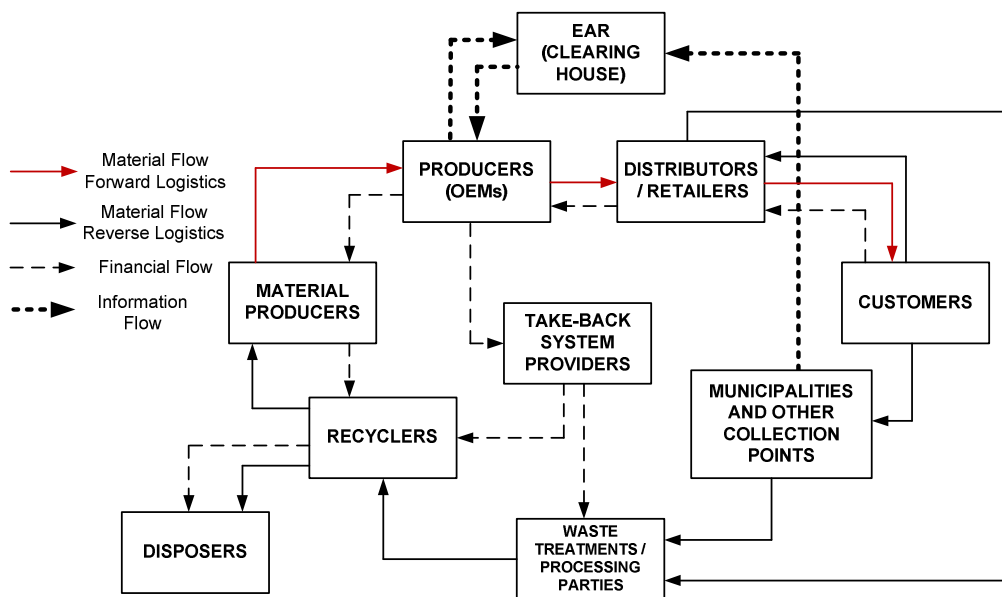 EAR
(CLEARING
HOUSE)
PRODUCERS
(OEMs)
DISTRIBUTORS
/ RETAILERS
Material Flow
Forward Logistics
Material Flow
Reverse Logistics
Financial Flow
Information
Flow
MATERIAL
PRODUCERS
CUSTOMERS
TAKE-BACK
SYSTEM
PROVIDERS
MUNICIPALITIES
AND OTHER
COLLECTION
POINTS
RECYCLERS
DISPOSERS
WASTE
TREATMENTS /
PROCESSING
PARTIES